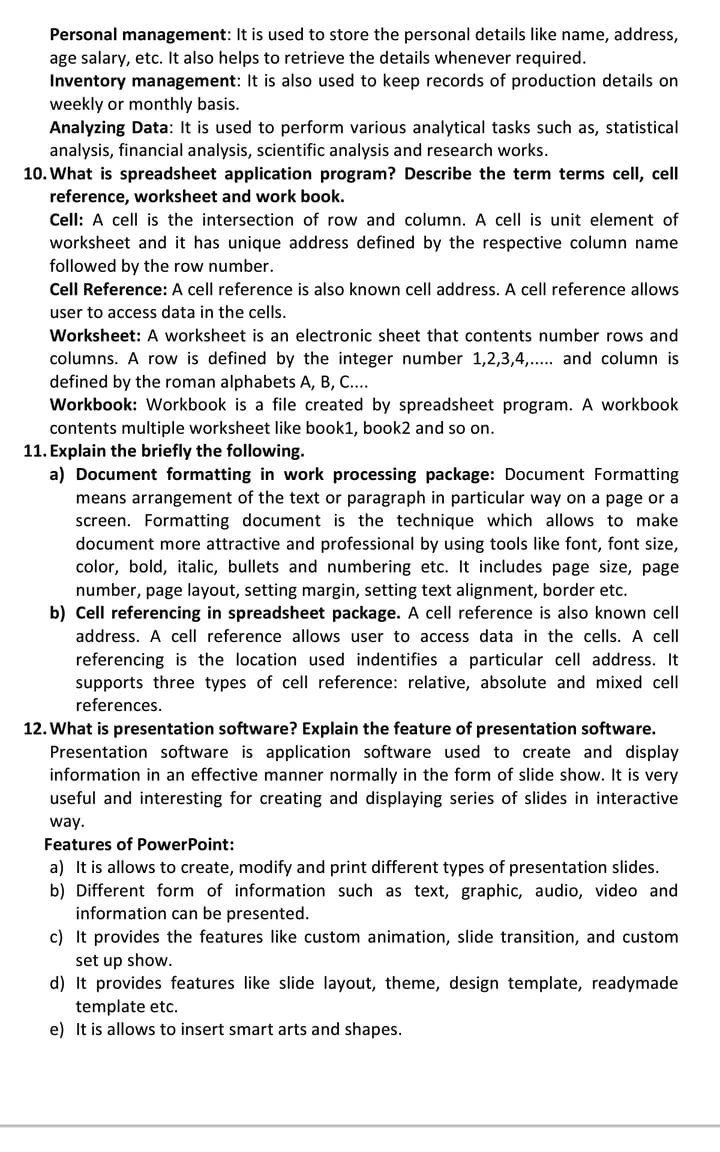 Personal management: It is used to store the personal details like name, address,
age salary, etc. It also helps to retrieve the details whenever required.
Inventory management: It is also used to keep records of production details on
weekly or monthly basis.
Analyzing Data: It is used to perform various analytical tasks such as, statistical
analysis, financial analysis, scientific analysis and research works.
10. What is spreadsheet application program? Describe the term terms cell, cell
reference, worksheet and work book.
Cell: A cell is the intersection of row and column. A cell is unit element of
worksheet and it has unique address defined by the respective column name
followed by the row number.
Cell Reference: A cell reference is also known cell address. A cell reference allows
user to access data in the cells.
Worksheet: A worksheet is an electronic sheet that contents number rows and
columns. A row is defined by the integer number 1,2,3,4,..... and column is
defined by the roman alphabets A, B, C....
Workbook: Workbook is a file created by spreadsheet program. A workbook
contents multiple worksheet like book1, book2 and so on.
11. Explain the briefly the following.
a) Document formatting in work processing package: Document Formatting
means arrangement of the text or paragraph in particular way on a page or a
screen. Formatting document is the technique which allows to make
document more attractive and professional by using tools like font, font size,
color, bold, italic, bullets and numbering etc. It includes page size, page
number, page layout, setting margin, setting text alignment, border etc.
b) Cell referencing in spreadsheet package. A cell reference is also known cell
address. A cell reference allows user to access data in the cells. A cell
referencing is the location used indentifies a particular cell address. It
supports three types of cell reference: relative, absolute and mixed cell
references.
12. What is presentation software? Explain the feature of presentation software.
Presentation software is application software used to create and display
information in an effective manner normally in the form of slide show. It is very
useful and interesting for creating and displaying series of slides in interactive
way.
Features of PowerPoint:
a) It is allows to create, modify and print different types of presentation slides.
b) Different form of information such as text, graphic, audio, video and
information can be presented.
c) It provides the features like custom animation, slide transition, and custom
set up show.
d) It provides features like slide layout, theme, design template, readymade
template etc.
e) It is allows to insert smart arts and shapes.